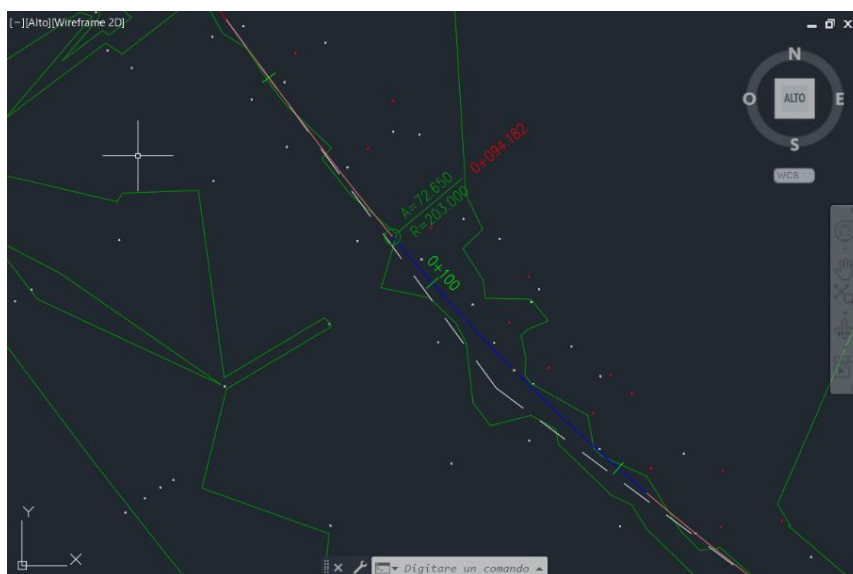 [-][Alto][Wireframe 2D]
N
O
ALTO
E
S
WCS
A=72.650
R=203.000
0+094.182
0+100
Y
X
Digitare un comando